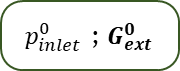 p⁰inlet ; G⁰ext